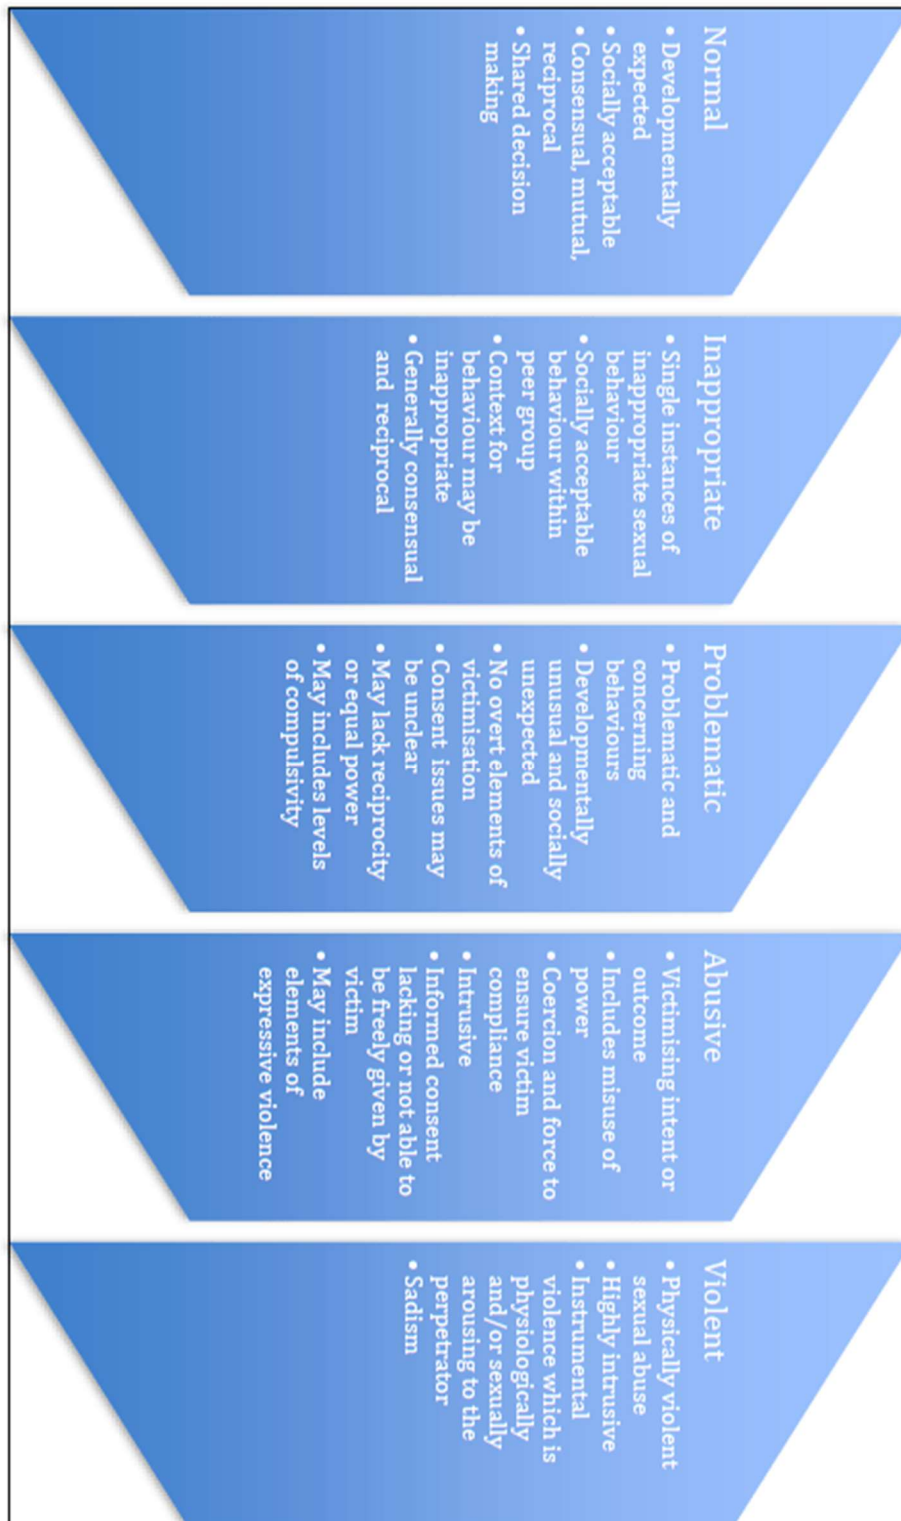 Normal
• Developmentally
expected
• Socially acceptable
• Consensual, mutual,
reciprocal
• Shared decision
making
Inappropriate
• Single instances of
inappropriate sexual
behaviour
• Socially acceptable
behaviour within
peer group
• Context for
behaviour may be
inappropriate
• Generally consensual
and reciprocal
Problematic
• Problematic and
concerning
behaviours
• Developmentally
unusual and socially
unexpected
• No overt elements of
victimisation
• Consent issues may
be unclear
• May lack reciprocity
or equal power
• May includes levels
of compulsivity
Abusive
• Victimising intent or
outcome
• Includes misuse of
power
• Coercion and force to
ensure victim
compliance
• Intrusive
• Informed consent
lacking or not able to
be freely given by
victim
• May include
elements of
expressive violence
Violent
• Physically violent
sexual abuse
• Highly intrusive
• Instrumental
violence which is
physiologically
and/or sexually
arousing to the
perpetrator
• Sadism